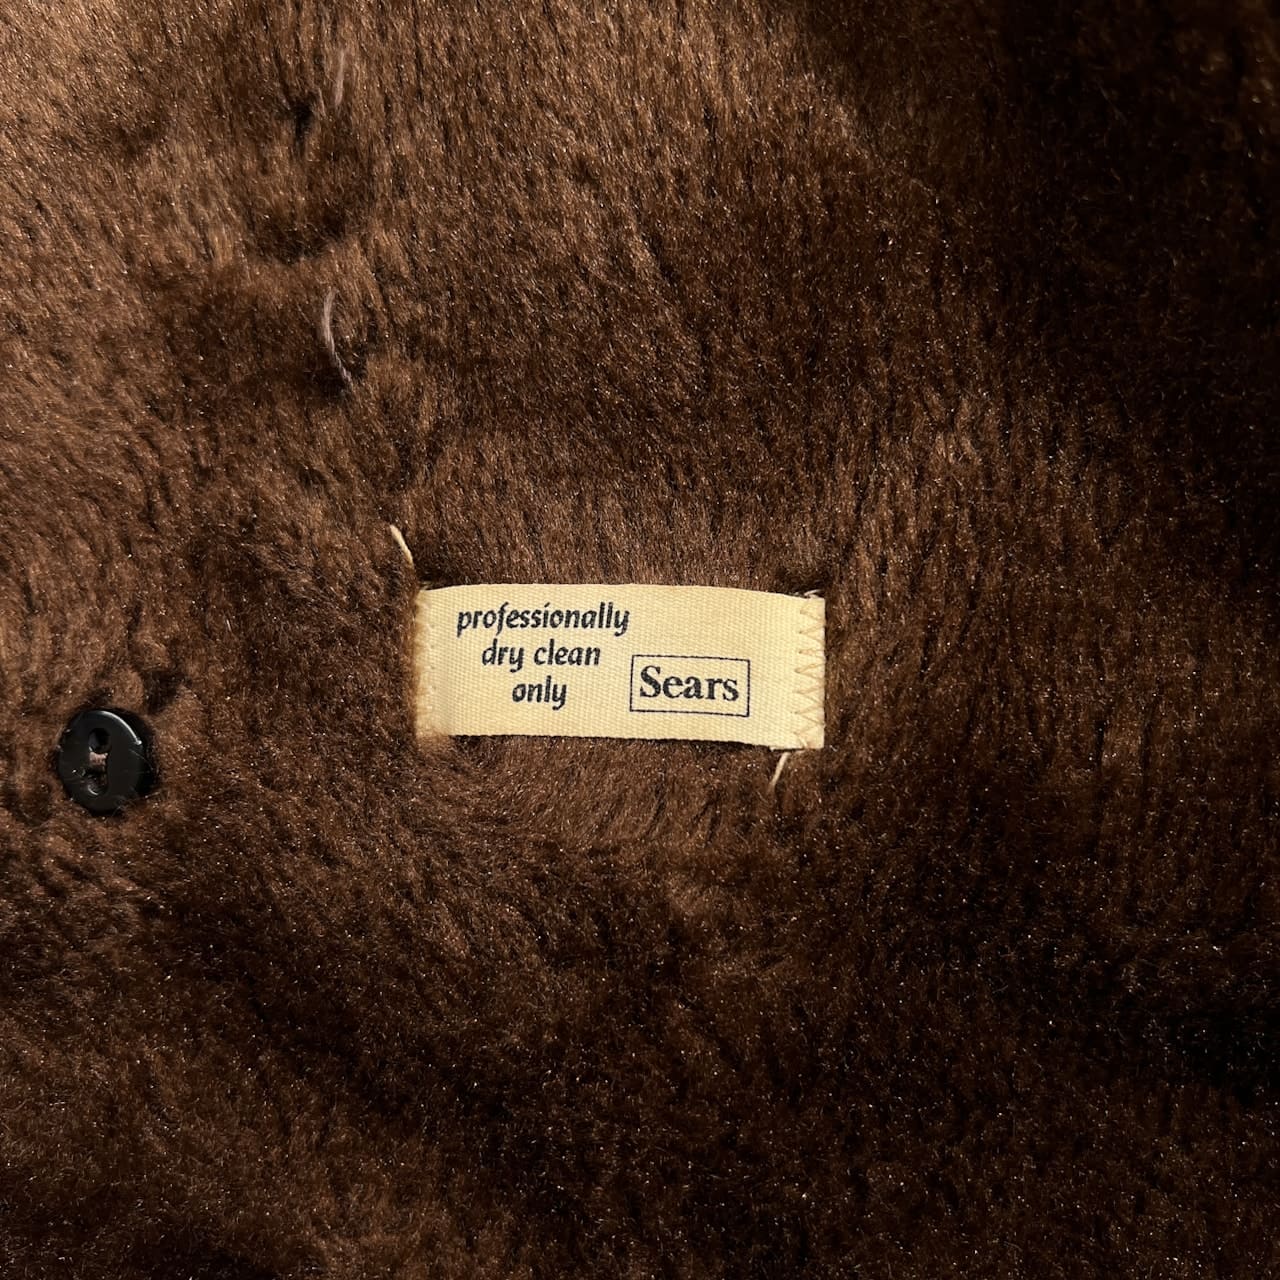 professionally
dry clean
only
Sears